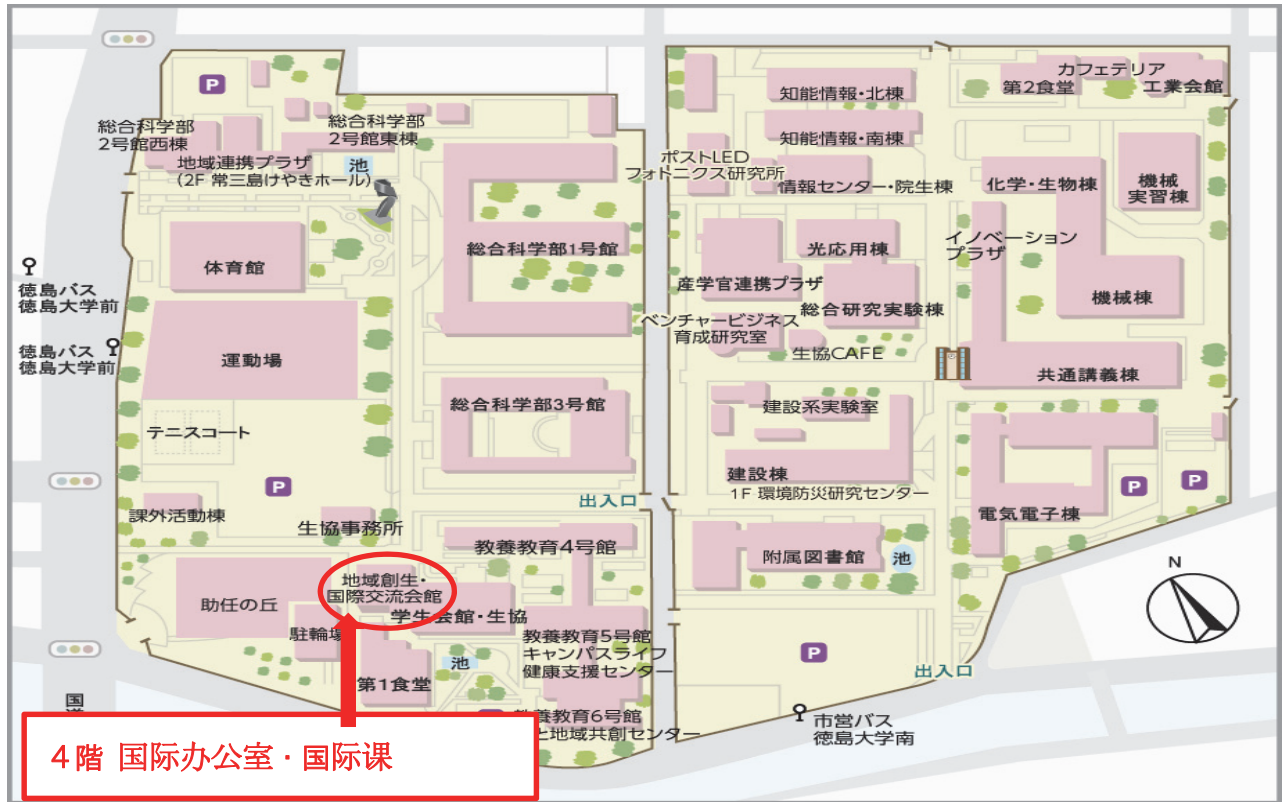 カフェテリア
第2食堂
工業会館
知能情報・北棟
総合科学部
2号館西棟
総合科学部
2号館東棟
知能情報・南棟
地域連携プラザ
(2F 常三島けやきホール)
池
ポストLED
フォトニクス研究所
情報センター・院生棟
化学・生物棟
機械
実習棟
総合科学部1号館
光応用棟
イノベーション
プラザ
体育館
徳島バス
徳島大学前
産学官連携プラザ
総合研究実験棟
機械棟
ベンチャービジネス
育成研究室
徳島バス
徳島大学前
運動場
生協CAFE
共通講義棟
総合科学部3号館
建設系実験室
テニスコート
建設棟
1F 環境防災研究センター
P
P
P
P
出入口
課外活動棟
生協事務所
電気電子棟
教養教育4号館
附属図書館
池
N
地域創生・
国際交流会館
助任の丘
学生会館・生協
駐輪場
教養教育5号館
キャンパスライフ
健康支援センター
P
池
出入口
第1食堂
国
教養教育6号館
と地域共創センター
市営バス
徳島大学南
4階 国际办公室・国际课